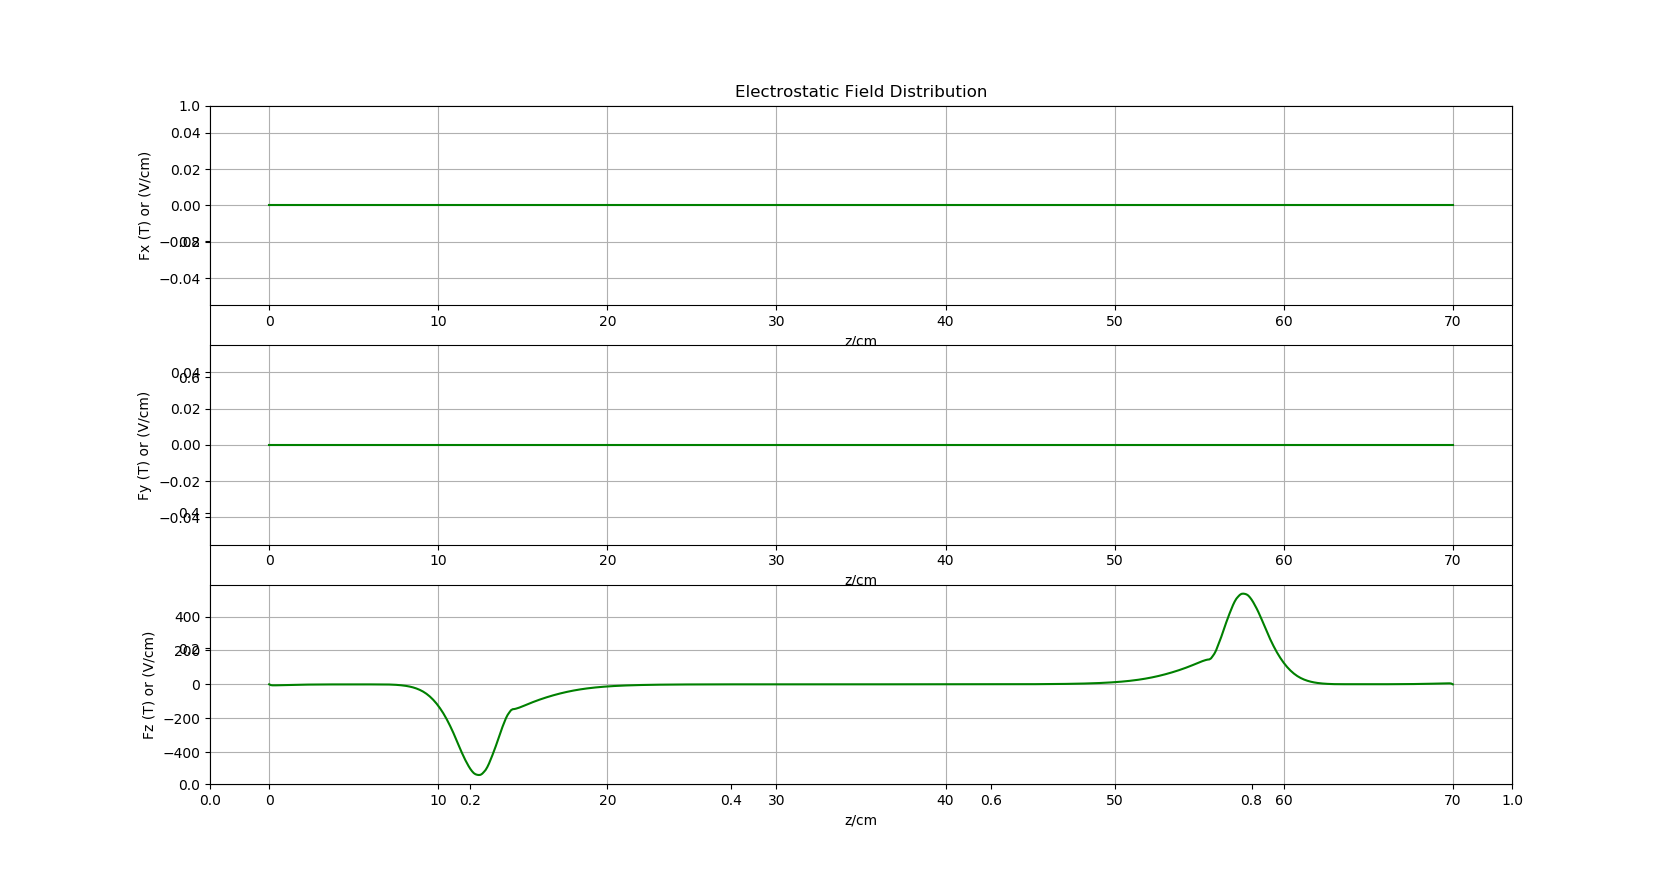 Electrostatic Field Distribution
1.0
0.04
0.02
0.00
−0.02
0.8
−0.04
Fx (T) or (V/cm)
0 10 20 30 40 50 60 70
z/cm
0.04
0.6
0.02
0.00
−0.02
0.4
−0.04
Fy (T) or (V/cm)
0 10 20 30 40 50 60 70
z/cm
400
0.2
200
0
−200
−400
0.0
Fz (T) or (V/cm)
0.0 0 10 0.2 20 0.4 30 40 0.6 50 0.8 60 70 1.0
z/cm